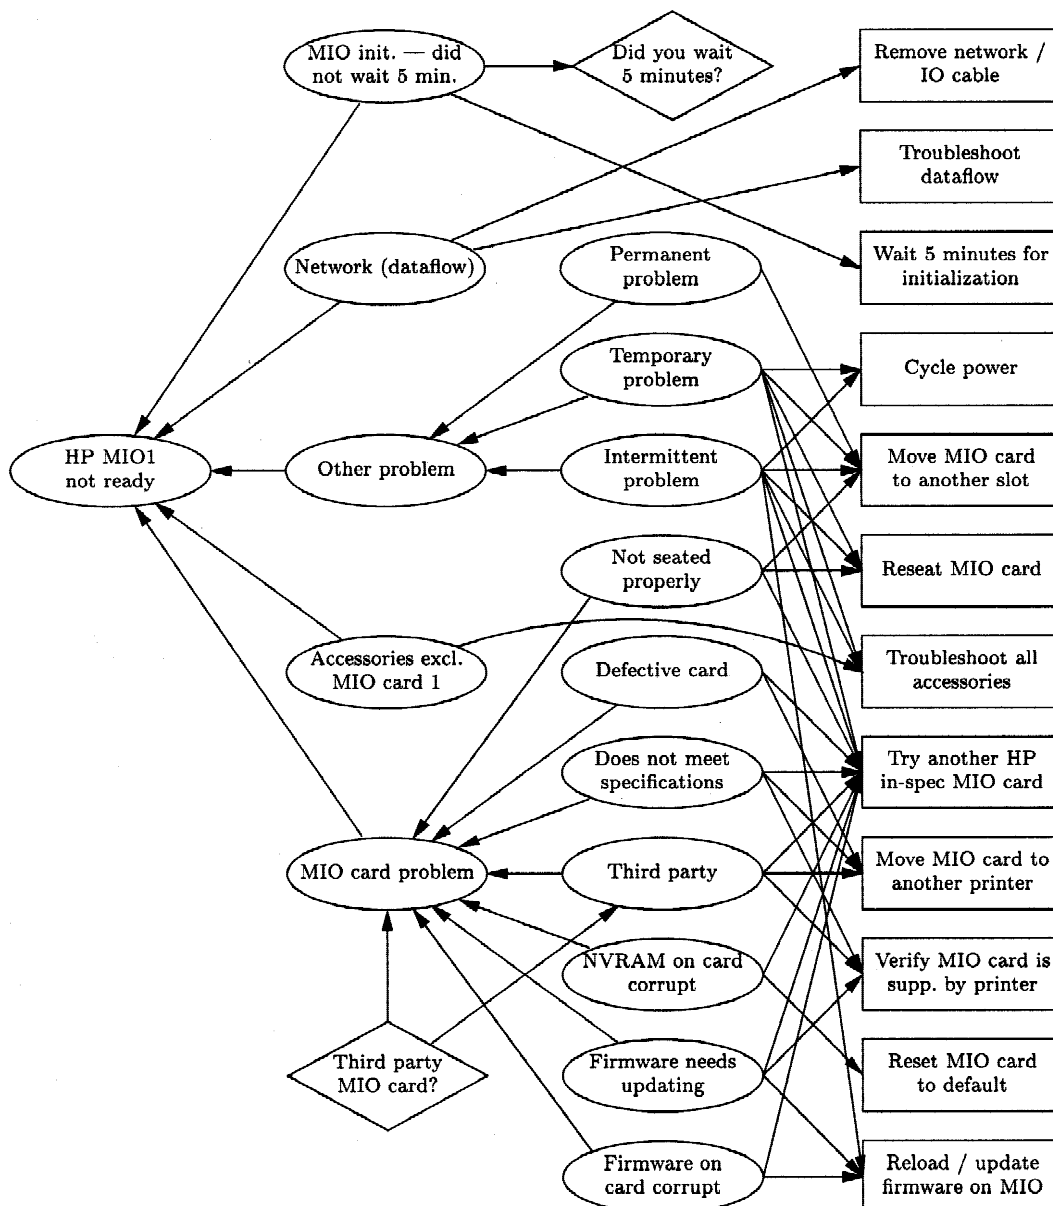 MIO init. — did
not wait 5 min.
Did you wait
5 minutes?
Remove network /
IO cable
Troubleshoot
dataflow
Network (dataflow)
Permanent
problem
Wait 5 minutes for
initialization
Temporary
problem
Cycle power
HP MIO1
not ready
Other problem
Intermittent
problem
Move MIO card
to another slot
Not seated
properly
Reseat MIO card
Accessories excl.
MIO card 1
Defective card
Troubleshoot all
accessories
Does not meet
specifications
Try another HP
in-spec MIO card
MIO card problem
Third party
Move MIO card to
another printer
NVRAM on card
corrupt
Verify MIO card is
supp. by printer
Third party
MIO card?
Firmware needs
updating
Reset MIO card
to default
Firmware on
card corrupt
Reload / update
firmware on MIO